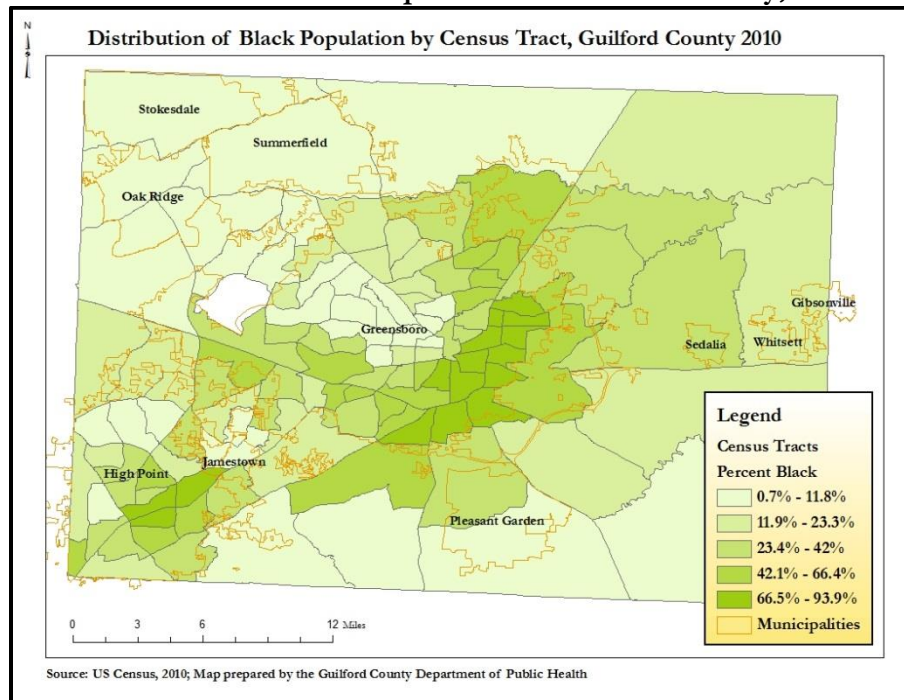 N
Distribution of Black Population by Census Tract, Guilford County 2010
Stokesdale
Summerfield
Oak Ridge
Greensboro
Gibsonville
Sedalia
Whitsett
High Point
Jamestown
Pleasant Garden
Legend
Census Tracts
Percent Black
0.7% - 11.8%
11.9% - 23.3%
23.4% - 42%
42.1% - 66.4%
66.5% - 93.9%
Municipalities
0 3 6 12 Miles
Source: US Census, 2010; Map prepared by the Guilford County Department of Public Health